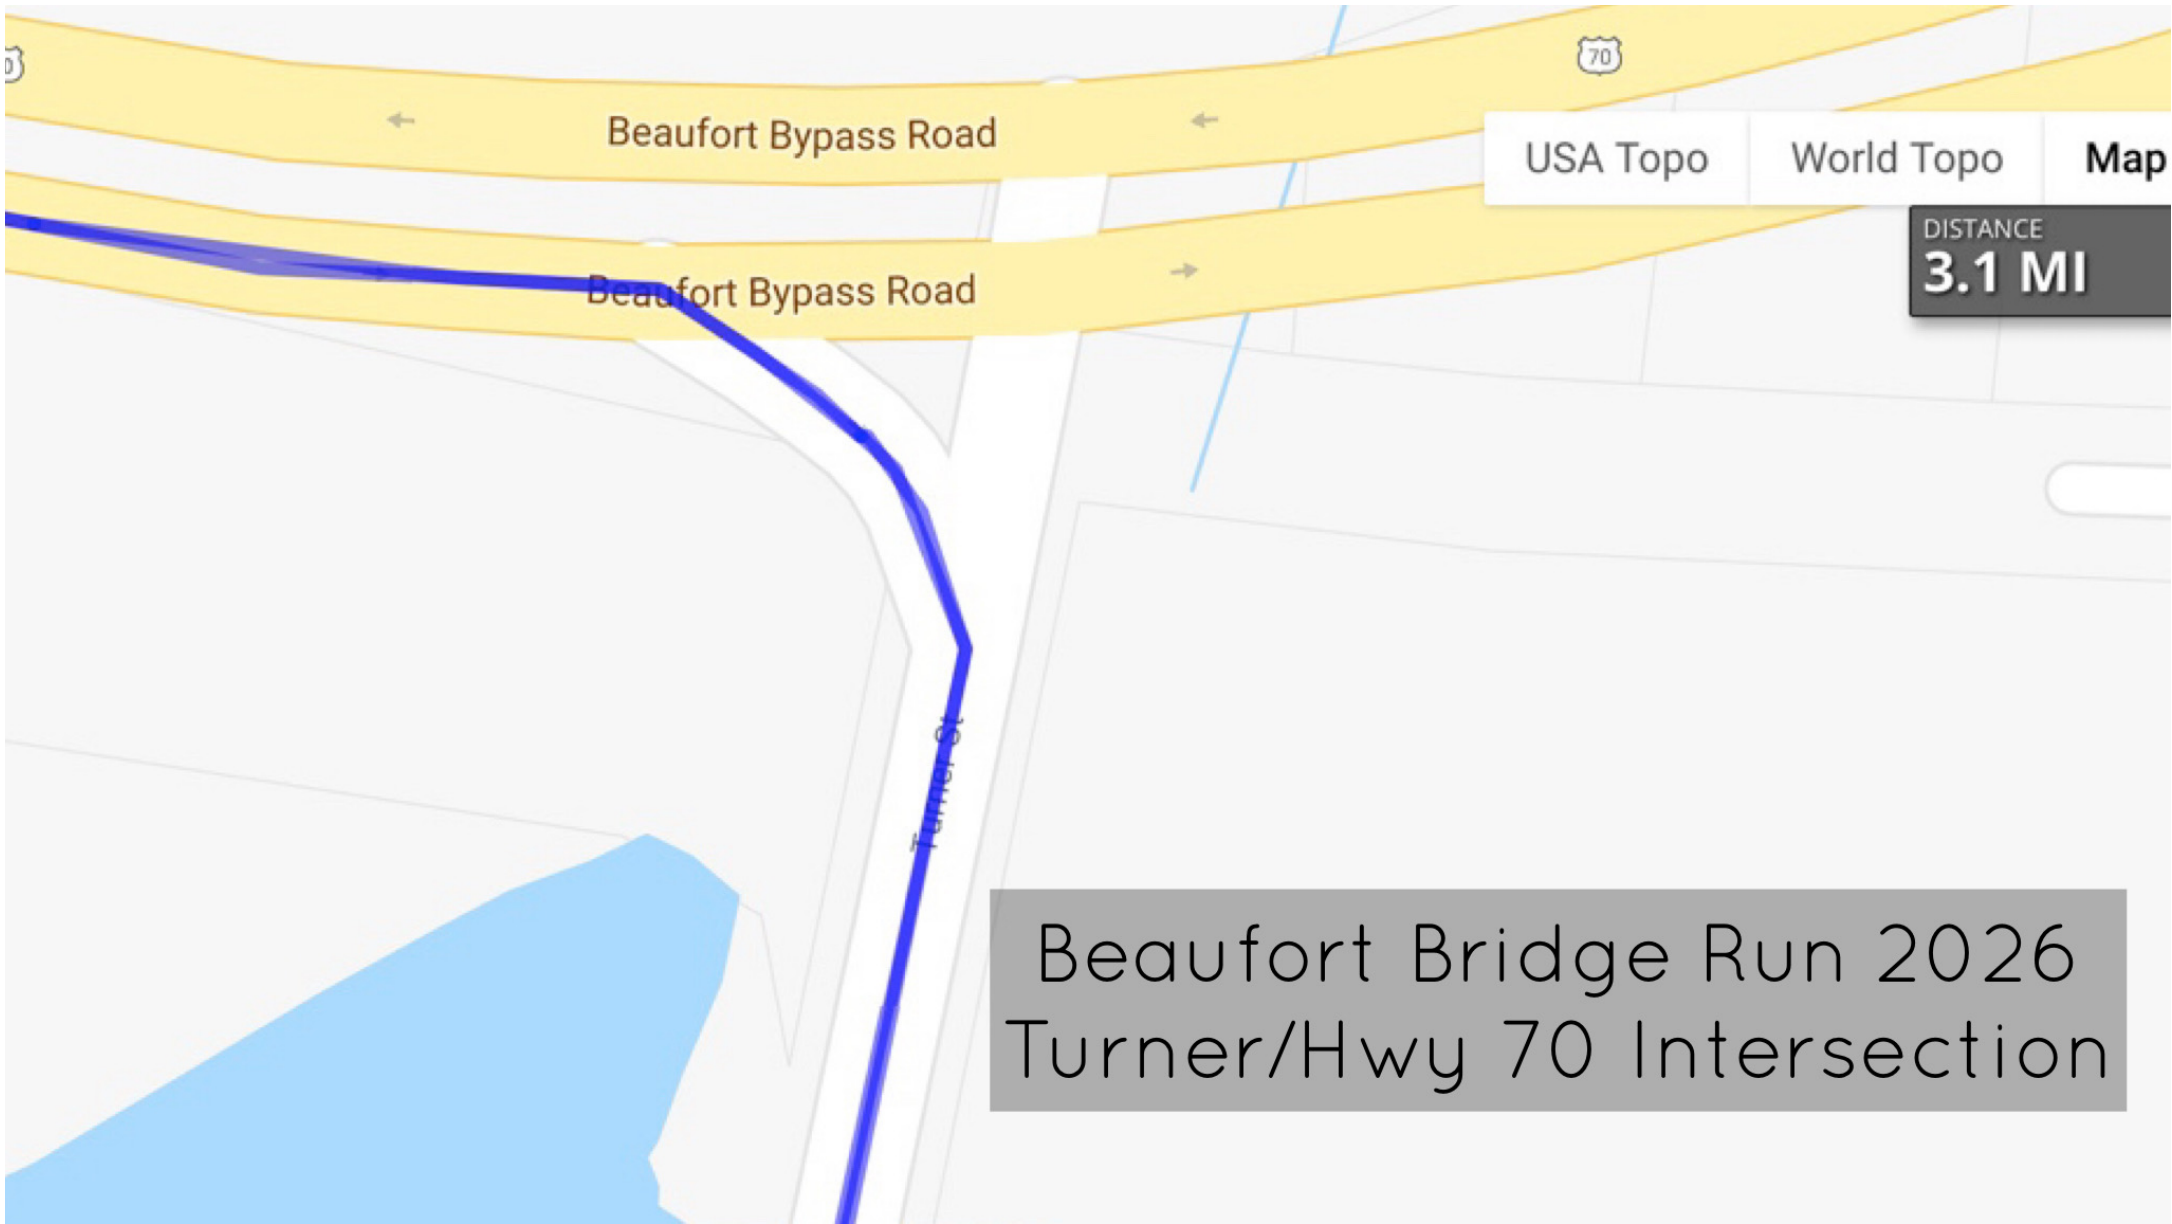 70
Beaufort Bypass Road
USA Topo
World Topo
Map
DISTANCE
3.1 MI
Beaufort Bypass Road
Turner St
Beaufort Bridge Run 2026
Turner/Hwy 70 Intersection